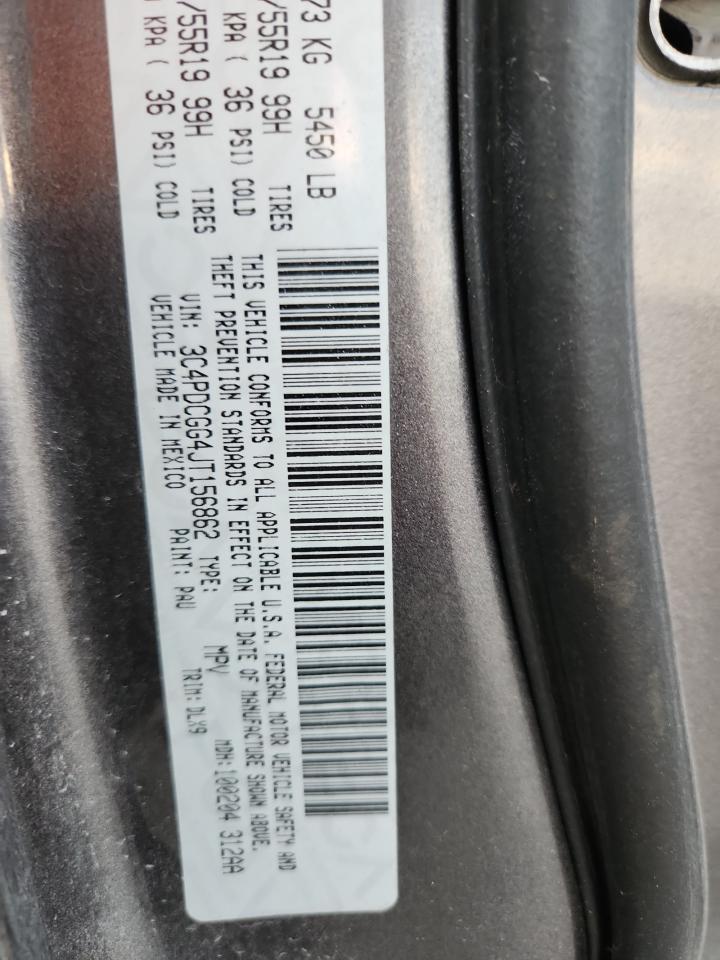 73 KG 5450 LB
/55R19 99H TIRES
KPA ( 36 PSI) COLD
/55R19 99H TIRES
KPA ( 36 PSI) COLD
THIS VEHICLE CONFORMS TO ALL APPLICABLE U.S.A. FEDERAL MOTOR VEHICLE SAFETY AND
THEFT PREVENTION STANDARDS IN EFFECT ON THE DATE OF MANUFACTURE SHOWN ABOVE.
VIN: 3C4PDCGG4JT156862 TYPE: MPV MDH:100204 312AA
VEHICLE MADE IN MEXICO PAINT: PAU TRIM: DLX9